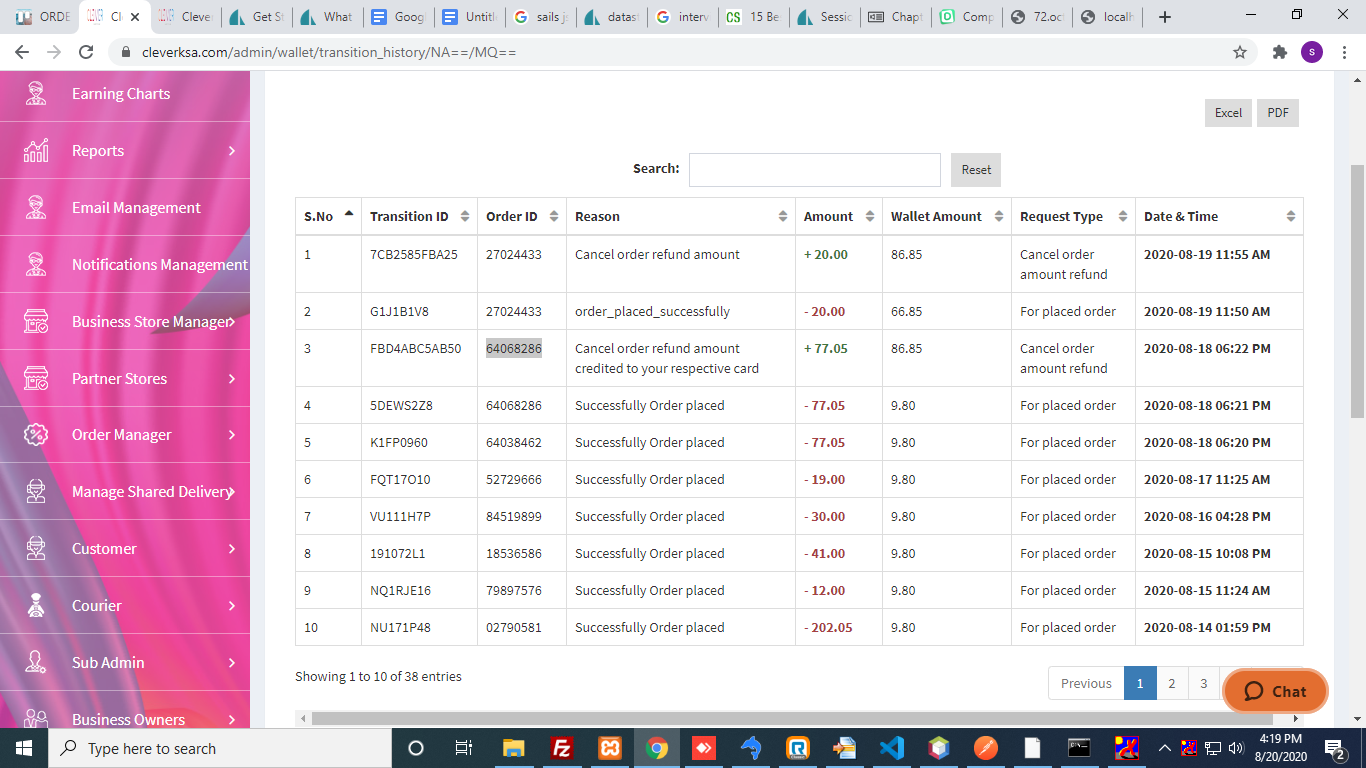 ORDE
Cl
Clever
Get St
What
Googl
Untitle
sails js
datast
interv
CS
15 Be
Sessio
Chapt
Comp
72.oct
localh
cleverksa.com/admin/wallet/transition_history/NA==/MQ==
S
Earning Charts
Reports
Email Management
Notifications Management
Business Store Manager
Partner Stores
Order Manager
Manage Shared Delivery
Customer
Courier
Sub Admin
Business Owners
Excel PDF
Search: Reset
S.No Transition ID Order ID Reason Amount Wallet Amount Request Type Date & Time
1 7CB2585FBA25 27024433 Cancel order refund amount + 20.00 86.85 Cancel order amount refund 2020-08-19 11:55 AM
2 G1J1B1V8 27024433 order_placed_successfully - 20.00 66.85 For placed order 2020-08-19 11:50 AM
3 FBD4ABC5AB50 64068286 Cancel order refund amount credited to your respective card + 77.05 86.85 Cancel order amount refund 2020-08-18 06:22 PM
4 5DEWS2Z8 64068286 Successfully Order placed - 77.05 9.80 For placed order 2020-08-18 06:21 PM
5 K1FP0960 64038462 Successfully Order placed - 77.05 9.80 For placed order 2020-08-18 06:20 PM
6 FQT17O10 52729666 Successfully Order placed - 19.00 9.80 For placed order 2020-08-17 11:25 AM
7 VU111H7P 84519899 Successfully Order placed - 30.00 9.80 For placed order 2020-08-16 04:28 PM
8 191072L1 18536586 Successfully Order placed - 41.00 9.80 For placed order 2020-08-15 10:08 PM
9 NQ1RJE16 79897576 Successfully Order placed - 12.00 9.80 For placed order 2020-08-15 11:24 AM
10 NU171P48 02790581 Successfully Order placed - 202.05 9.80 For placed order 2020-08-14 01:59 PM
Showing 1 to 10 of 38 entries
Previous 1 2 3
Chat
Type here to search
4:19 PM
8/20/2020
2